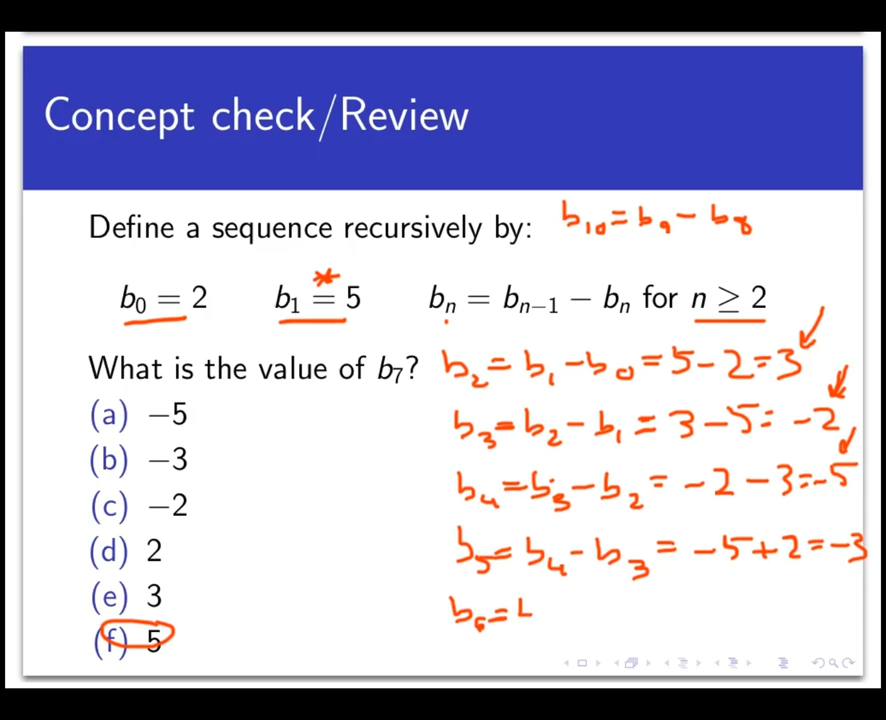 Concept check/Review
Define a sequence recursively by: b₁₀ = b₉ − b₈
b₀ = 2 b₁ = 5 bₙ = bₙ₋₁ − bₙ for n ≥ 2
*
What is the value of b₇? b₂ = b₁ − b₀ = 5 − 2 = 3
(a) −5
b₃ = b₂ − b₁ = 3 − 5 = −2
(b) −3
b₄ = b₃ − b₂ = −2 − 3 = −5
(c) −2
(d) 2
b₅ = b₄ − b₃ = −5 + 2 = −3
(e) 3
b₆ =
(f) 5